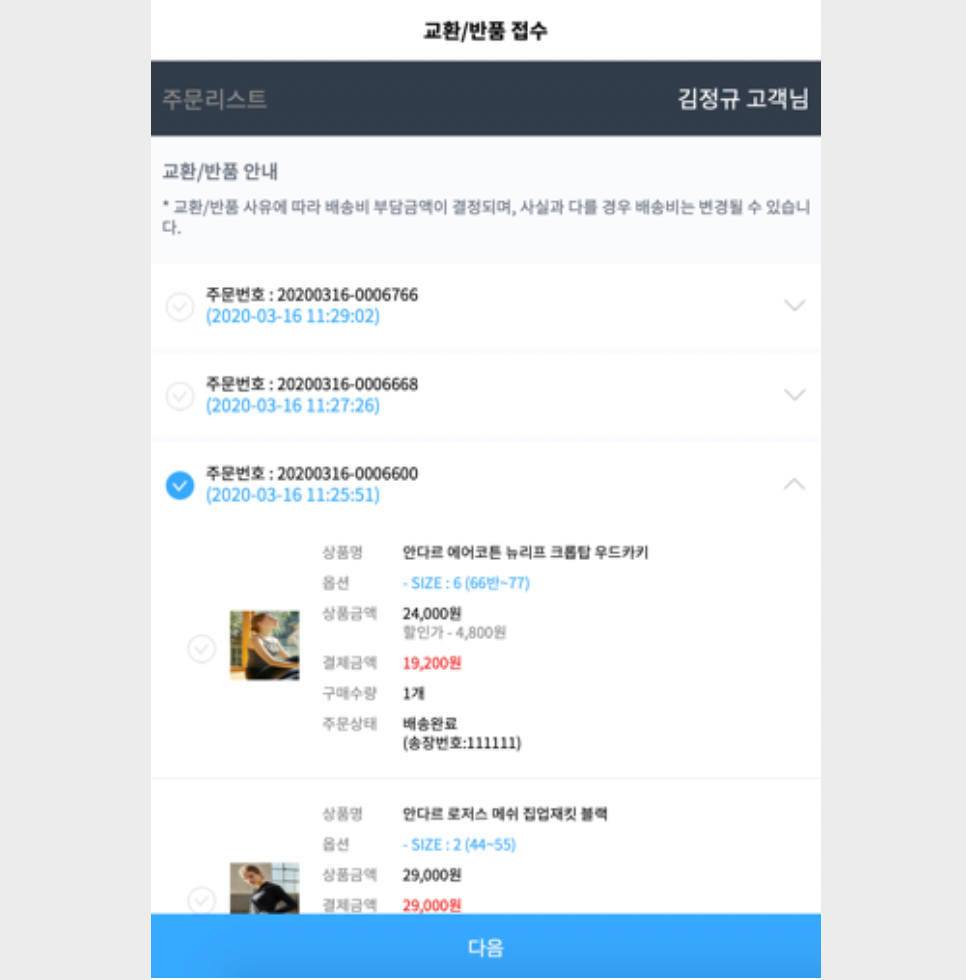 교환/반품 접수
주문리스트 김정규 고객님
교환/반품 안내
* 교환/반품 사유에 따라 배송비 부담금액이 결정되며, 사실과 다를 경우 배송비는 변경될 수 있습니
다.
주문번호 : 20200316-0006766
(2020-03-16 11:29:02)
주문번호 : 20200316-0006668
(2020-03-16 11:27:26)
주문번호 : 20200316-0006600
(2020-03-16 11:25:51)
상품명 안다르 에어코튼 뉴리프 크롭탑 우드카키
옵션 - SIZE : 6 (66반~77)
상품금액 24,000원
할인가 - 4,800원
결제금액 19,200원
구매수량 1개
주문상태 배송완료
(송장번호:111111)
상품명 안다르 로저스 메쉬 집업재킷 블랙
옵션 - SIZE : 2 (44~55)
상품금액 29,000원
결제금액 29,000원
다음